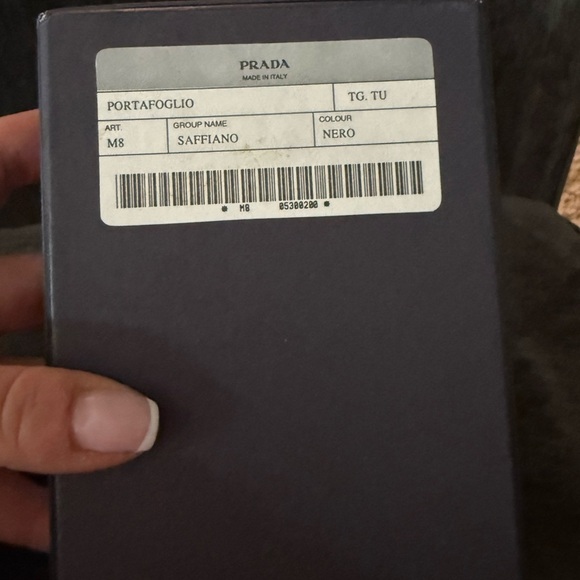 PRADA
MADE IN ITALY
PORTAFOGLIO TG. TU
ART. GROUP NAME COLOUR
M8 SAFFIANO NERO
* M8 05300200 *